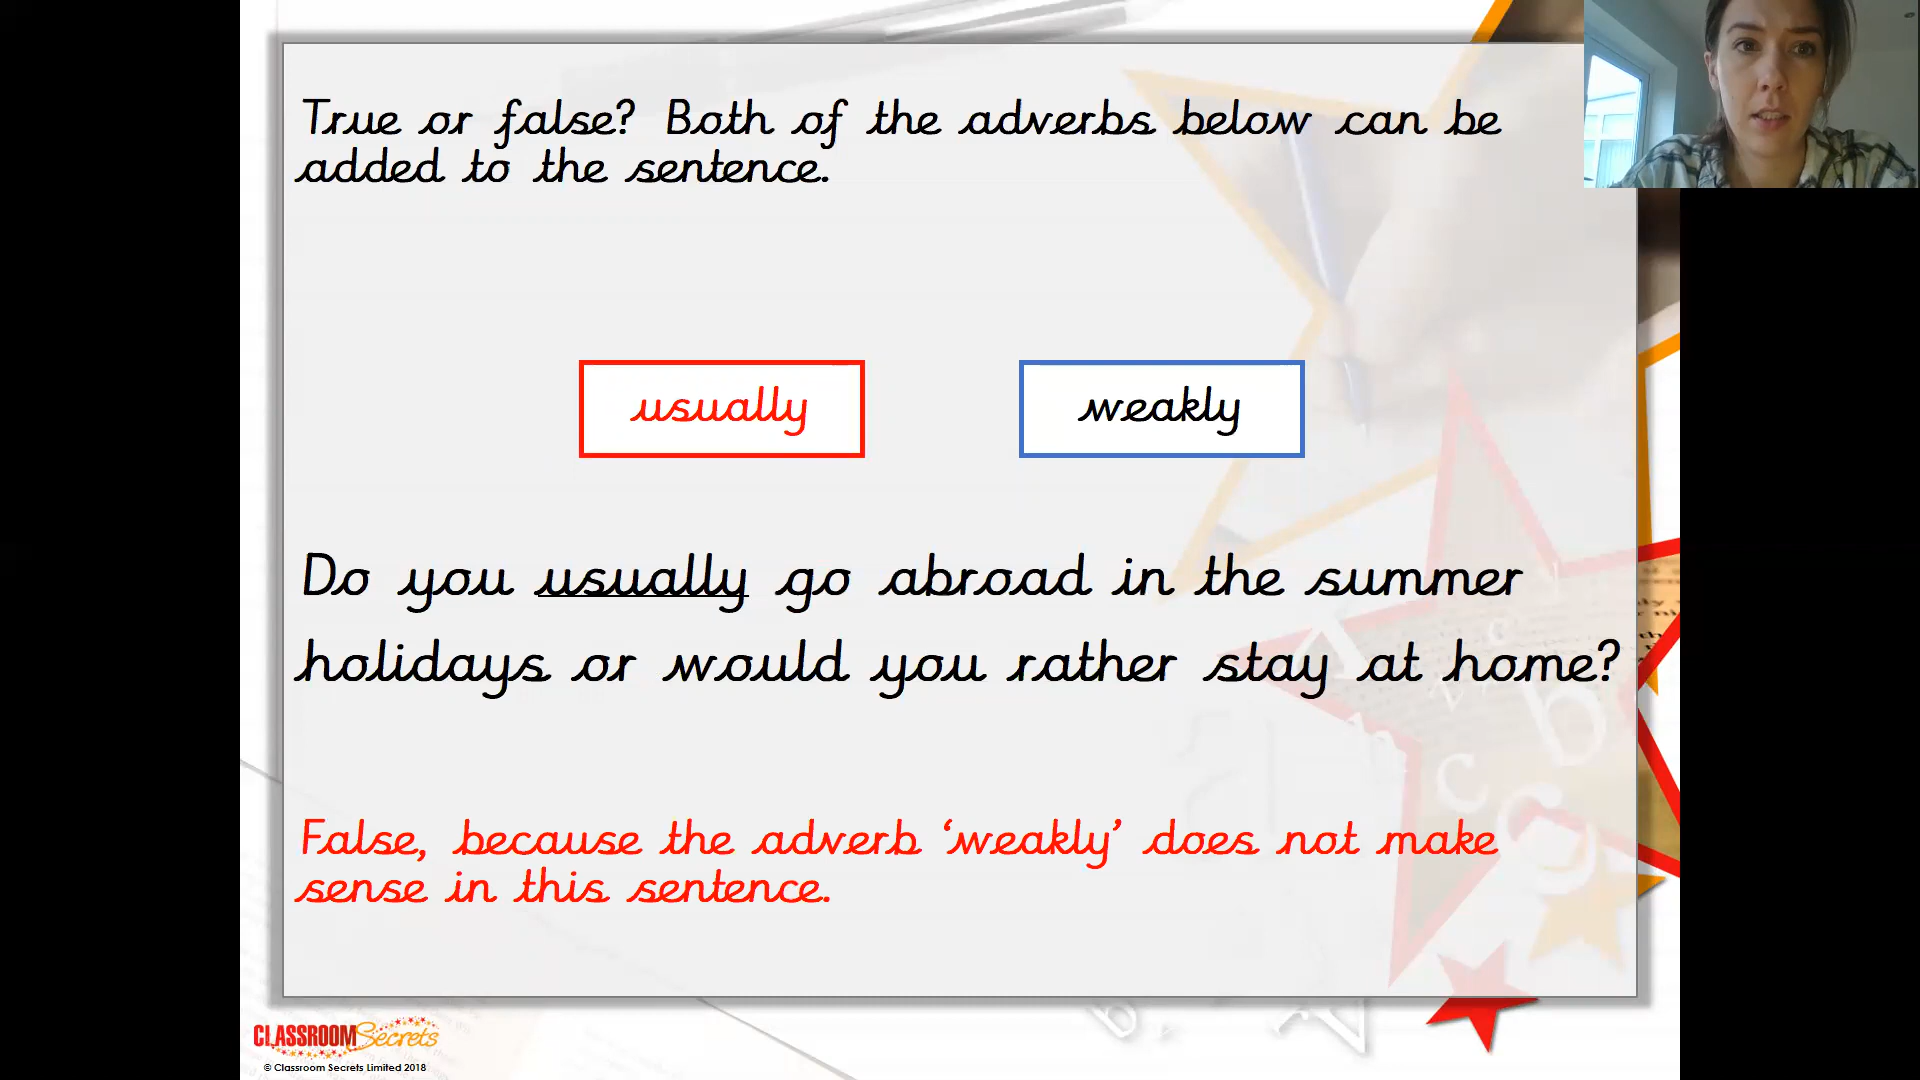 True or false? Both of the adverbs below can be
added to the sentence.
usually
weakly
Do you usually go abroad in the summer
holidays or would you rather stay at home?
False, because the adverb ‘weakly’ does not make
sense in this sentence.
CLASSROOM Secrets
© Classroom Secrets Limited 2018